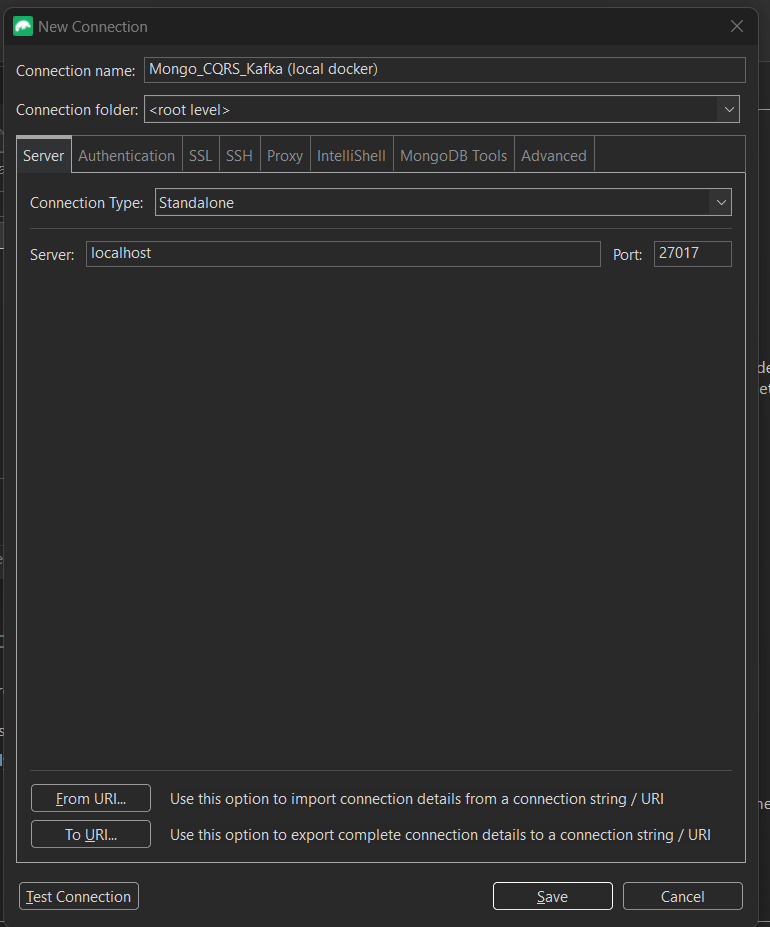 New Connection
Connection name: Mongo_CQRS_Kafka (local docker)
Connection folder: <root level>
Server Authentication SSL SSH Proxy IntelliShell MongoDB Tools Advanced
Connection Type: Standalone
Server: localhost Port: 27017
From URI... Use this option to import connection details from a connection string / URI
To URI... Use this option to export complete connection details to a connection string / URI
Test Connection Save Cancel